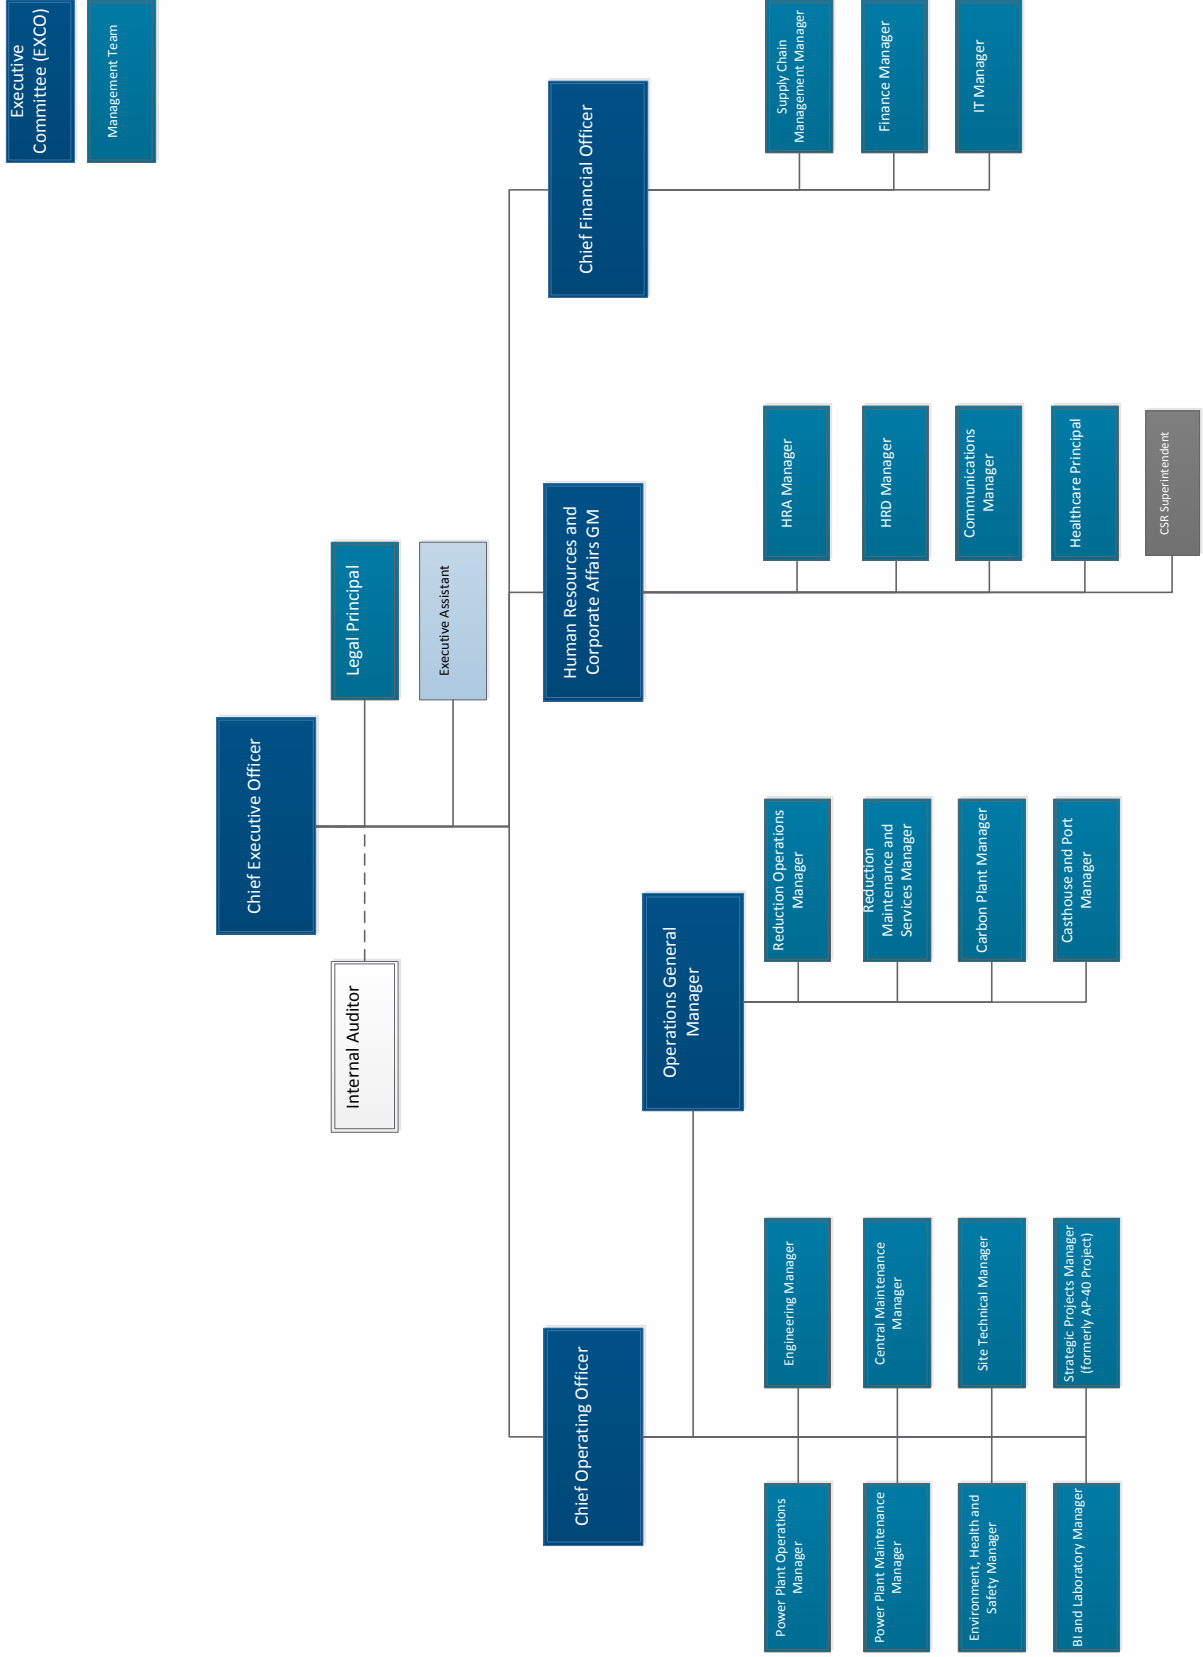 Executive
Committee (EXCO)
Management Team
Chief Executive Officer
Internal Auditor
Legal Principal
Executive Assistant
Chief Operating Officer
Human Resources and
Corporate Affairs GM
Chief Financial Officer
Operations General
Manager
Power Plant Operations
Manager
Engineering Manager
Power Plant Maintenance
Manager
Central Maintenance
Manager
Environment, Health and
Safety Manager
Site Technical Manager
BI and Laboratory Manager
Strategic Projects Manager
(formerly AP-40 Project)
Reduction Operations
Manager
Reduction
Maintenance and
Services Manager
Carbon Plant Manager
Casthouse and Port
Manager
HRA Manager
HRD Manager
Communications
Manager
Healthcare Principal
CSR Superintendent
Supply Chain
Management Manager
Finance Manager
IT Manager